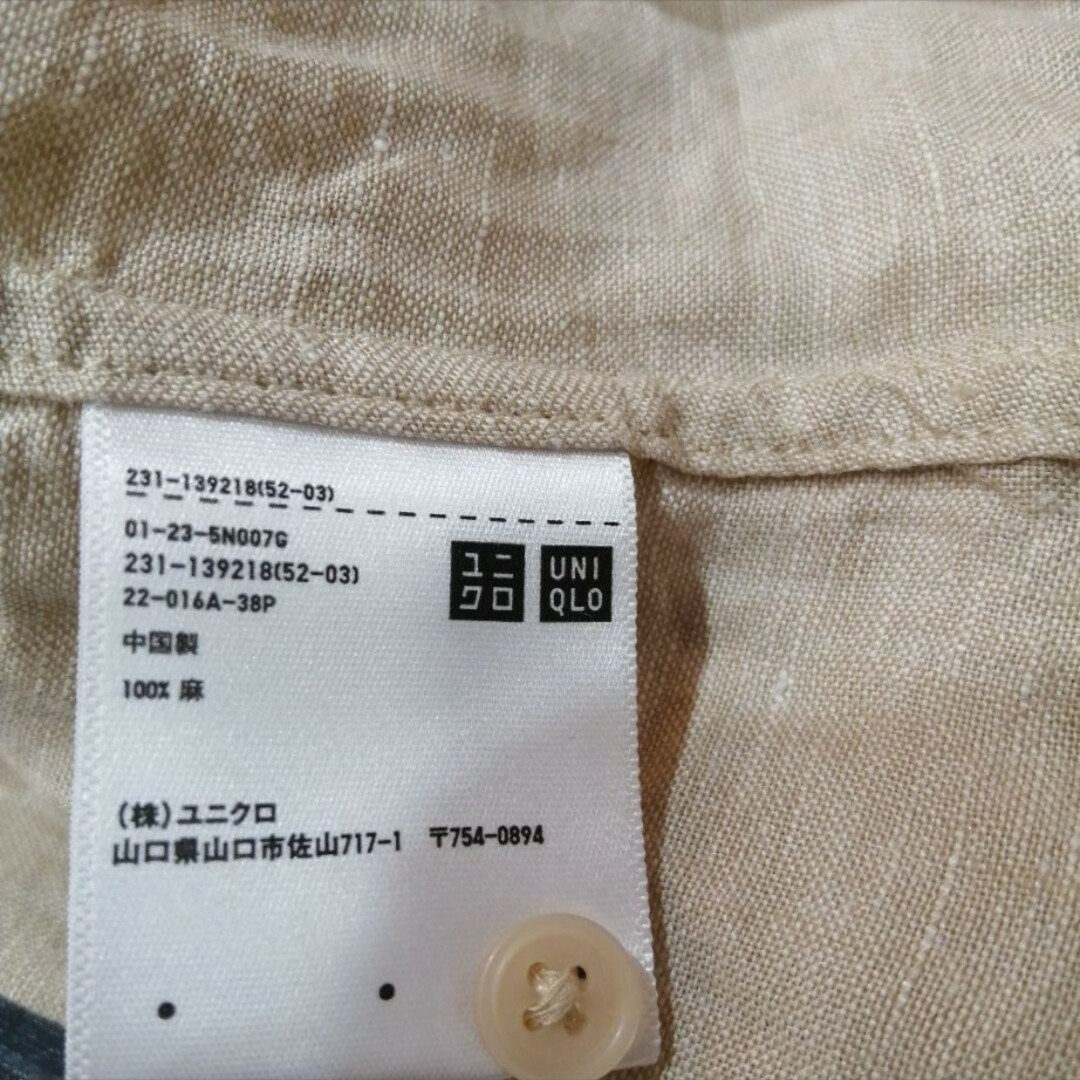 231-139218(52-03)
01-23-5N007G
231-139218(52-03)
22-016A-38P
中国製
100% 麻
ユニ
クロ
UNI
QLO
(株)ユニクロ
山口県山口市佐山717-1 〒754-0894